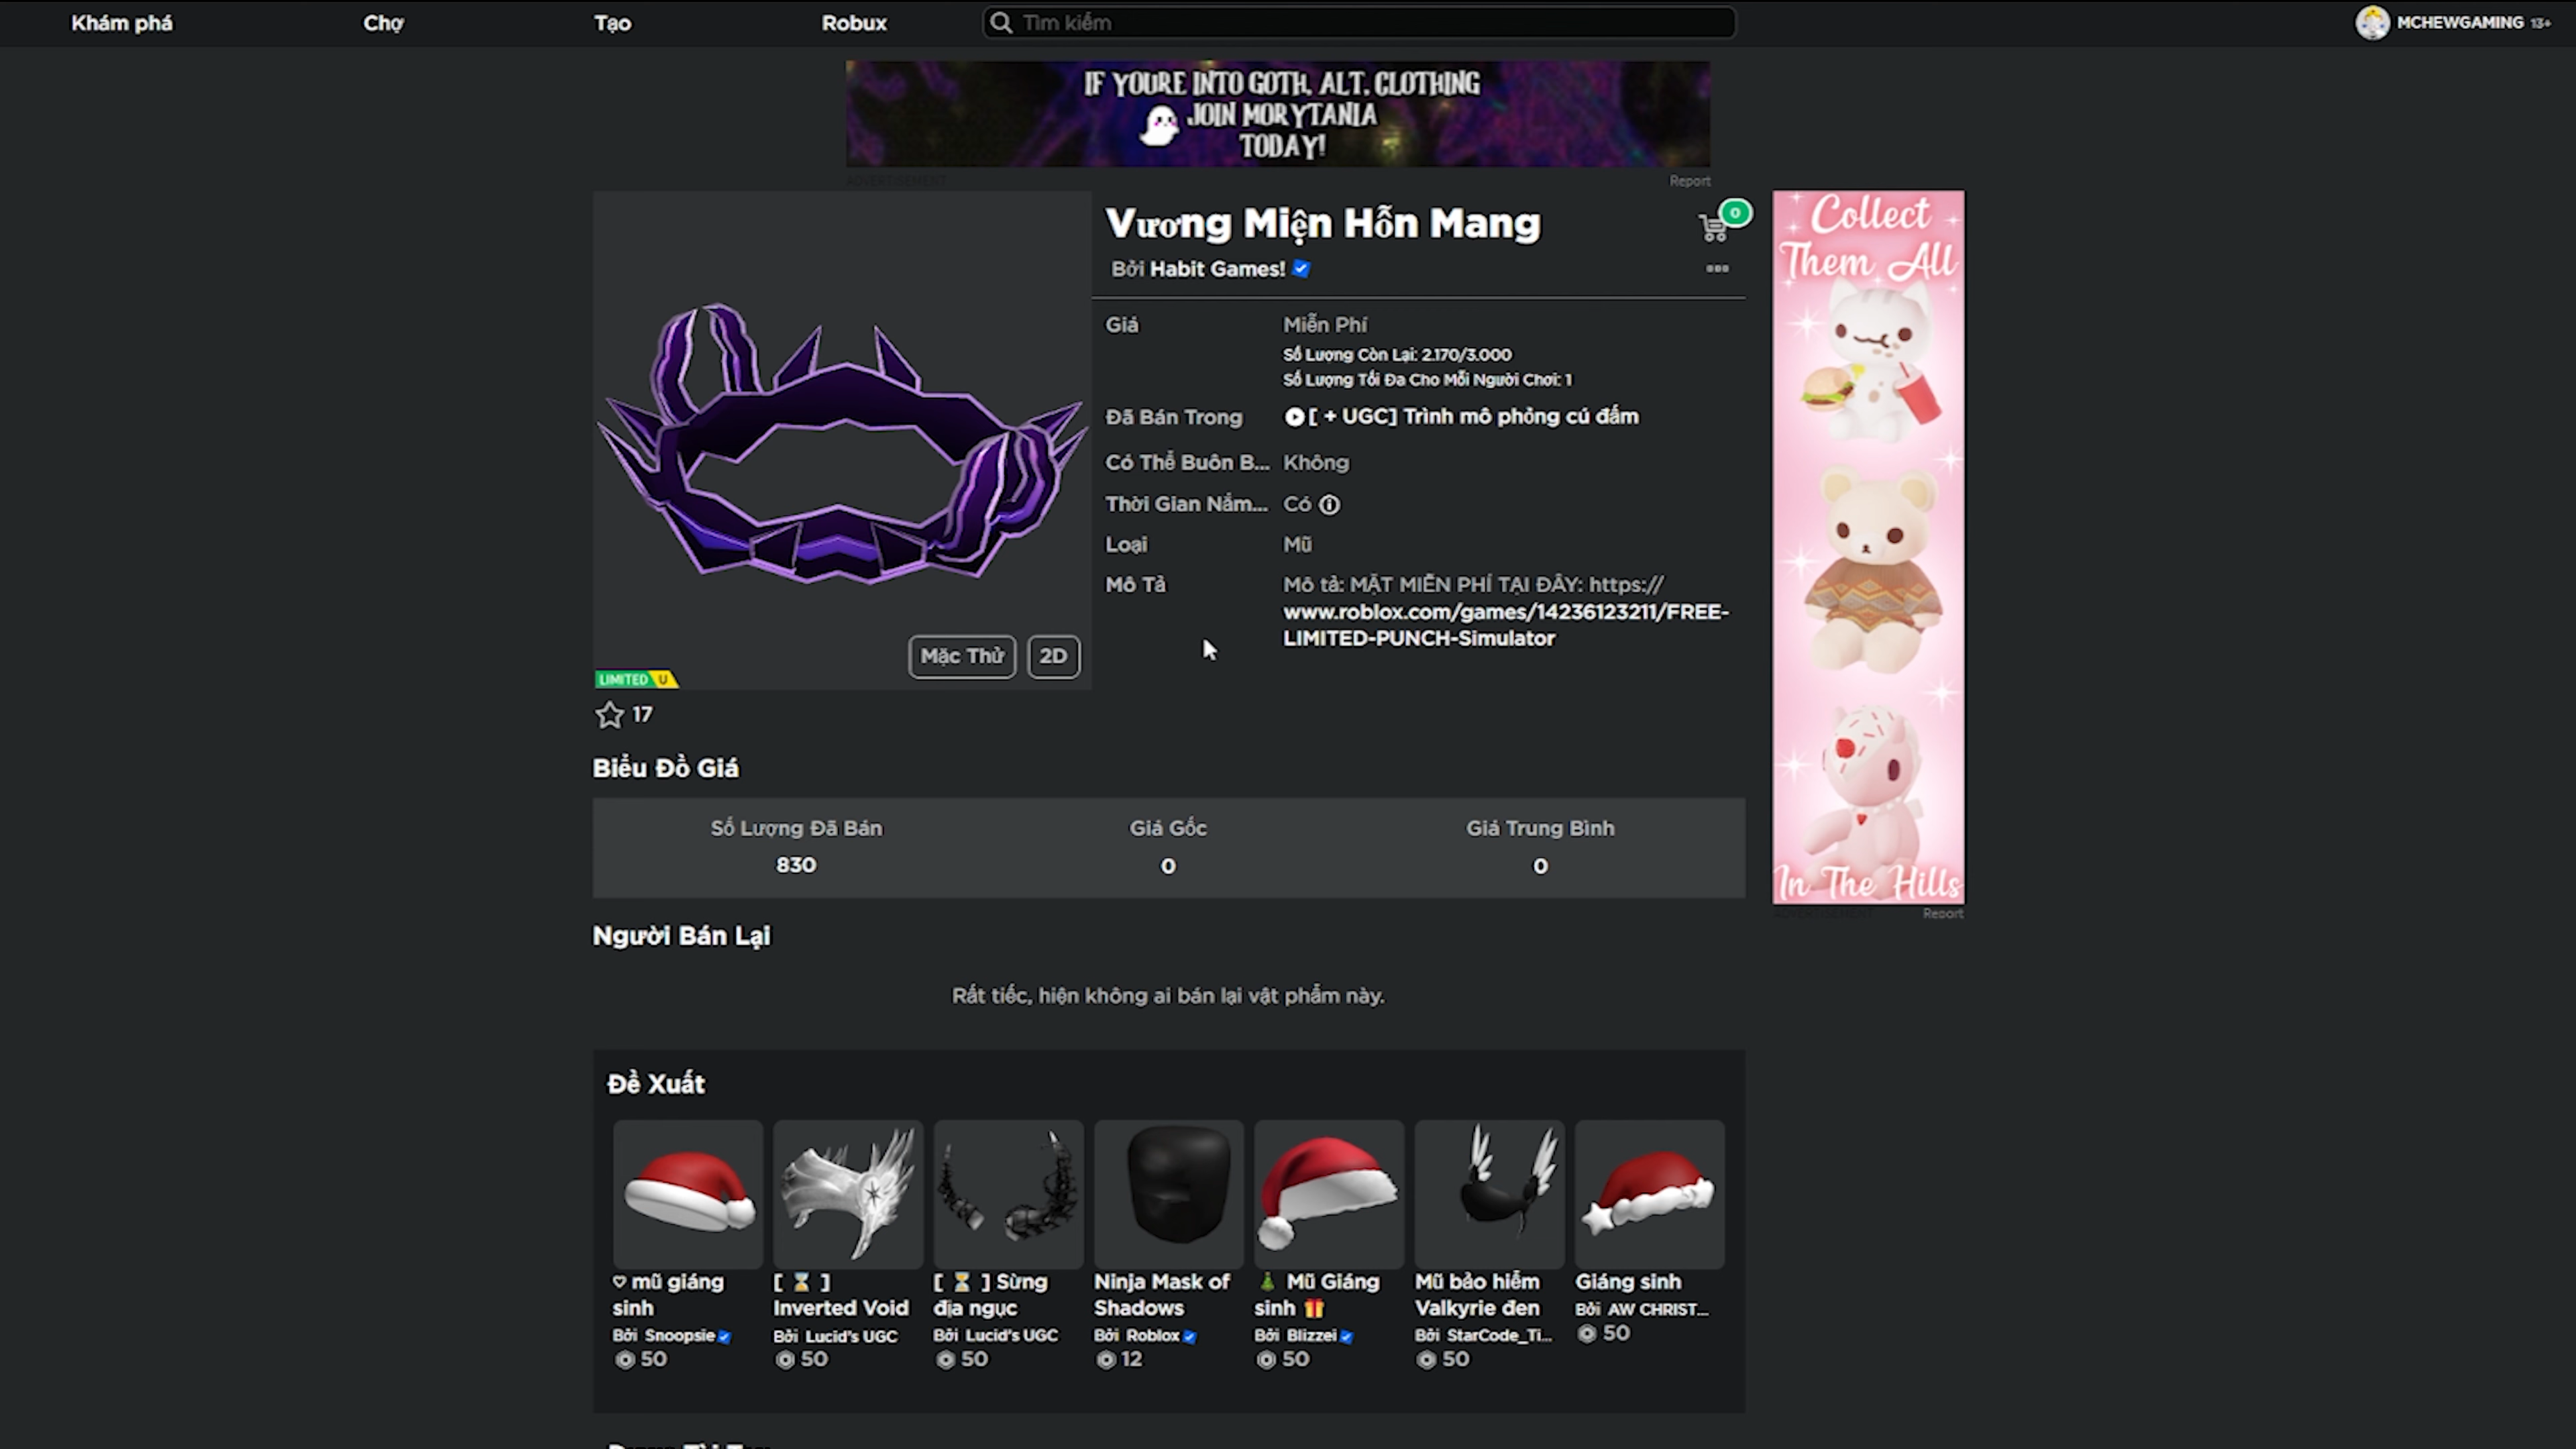 Khám phá
Chợ
Tạo
Robux
Tìm kiếm
MCHEWGAMING 13+
IF YOURE INTO GOTH, ALT. CLOTHING
JOIN MORYTANIA
TODAY!
ADVERTISEMENT
Report
Vương Miện Hỗn Mang
0
Bởi Habit Games!
Giá
Miễn Phí
Số Lượng Còn Lại: 2.170/3.000
Số Lượng Tối Đa Cho Mỗi Người Chơi: 1
Đã Bán Trong
[ + UGC] Trình mô phỏng cú đấm
Có Thể Buôn B...
Không
Thời Gian Nắm...
Có
Loại
Mũ
Mô Tả
Mô tả: MẶT MIỄN PHÍ TẠI ĐÂY: https://
www.roblox.com/games/14236123211/FREE-
LIMITED-PUNCH-Simulator
Mặc Thử
2D
LIMITED U
17
Collect
Them All
In The Hills
ADVERTISEMENT
Report
Biểu Đồ Giá
Số Lượng Đã Bán
Giá Gốc
Giá Trung Bình
830
0
0
Người Bán Lại
Rất tiếc, hiện không ai bán lại vật phẩm này.
Đề Xuất
♡ mũ giáng
sinh
Bởi Snoopsie
50
[ ⏳ ]
Inverted Void
Bởi Lucid's UGC
50
[ ⏳ ] Sừng
địa ngục
Bởi Lucid's UGC
50
Ninja Mask of
Shadows
Bởi Roblox
12
🎄 Mũ Giáng
sinh 🎁
Bởi Blizzei
50
Mũ bảo hiểm
Valkyrie đen
Bởi StarCode_Ti...
50
Giáng sinh
Bởi AW CHRIST...
50